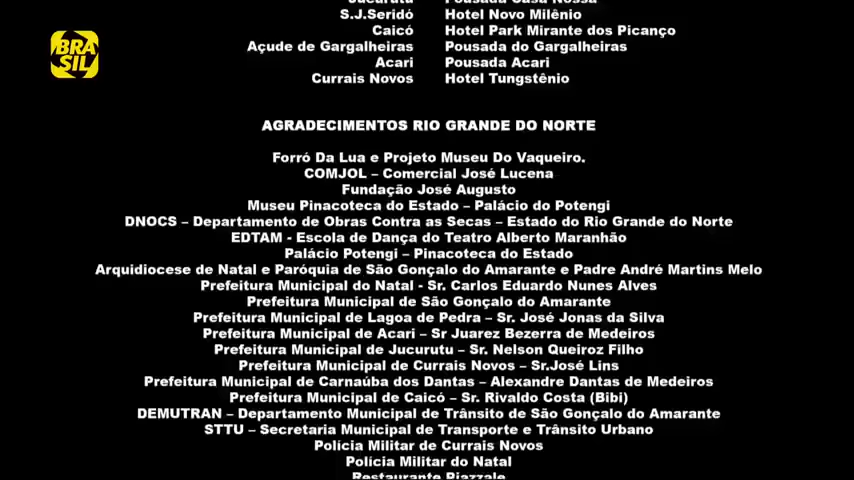 BRA
SIL
Jucurutu Pousada Casa Nossa
S.J.Seridó Hotel Novo Milênio
Caicó Hotel Park Mirante dos Picanço
Açude de Gargalheiras Pousada do Gargalheiras
Acari Pousada Acari
Currais Novos Hotel Tungstênio
AGRADECIMENTOS RIO GRANDE DO NORTE
Forró Da Lua e Projeto Museu Do Vaqueiro.
COMJOL – Comercial José Lucena
Fundação José Augusto
Museu Pinacoteca do Estado – Palácio do Potengi
DNOCS – Departamento de Obras Contra as Secas – Estado do Rio Grande do Norte
EDTAM - Escola de Dança do Teatro Alberto Maranhão
Palácio Potengi – Pinacoteca do Estado
Arquidiocese de Natal e Paróquia de São Gonçalo do Amarante e Padre André Martins Melo
Prefeitura Municipal do Natal - Sr. Carlos Eduardo Nunes Alves
Prefeitura Municipal de São Gonçalo do Amarante
Prefeitura Municipal de Lagoa de Pedra – Sr. José Jonas da Silva
Prefeitura Municipal de Acari – Sr Juarez Bezerra de Medeiros
Prefeitura Municipal de Jucurutu – Sr. Nelson Queiroz Filho
Prefeitura Municipal de Currais Novos – Sr.José Lins
Prefeitura Municipal de Carnaúba dos Dantas – Alexandre Dantas de Medeiros
Prefeitura Municipal de Caicó – Sr. Rivaldo Costa (Bibi)
DEMUTRAN – Departamento Municipal de Trânsito de São Gonçalo do Amarante
STTU – Secretaria Municipal de Transporte e Trânsito Urbano
Polícia Militar de Currais Novos
Polícia Militar do Natal
Restaurante Piazzale